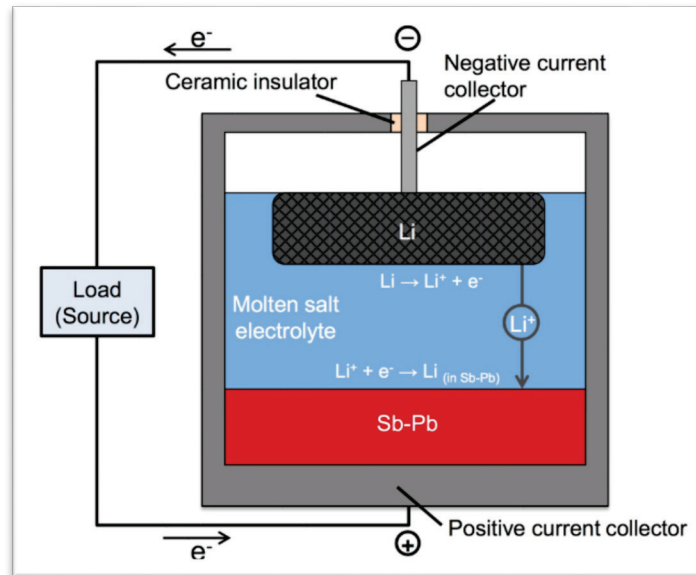 e-
−
Ceramic insulator
Negative current
collector
Li
Li → Li⁺ + e-
Load
(Source)
Molten salt
electrolyte
Li⁺
Li⁺ + e- → Li (in Sb-Pb)
Sb-Pb
Positive current collector
e-
+